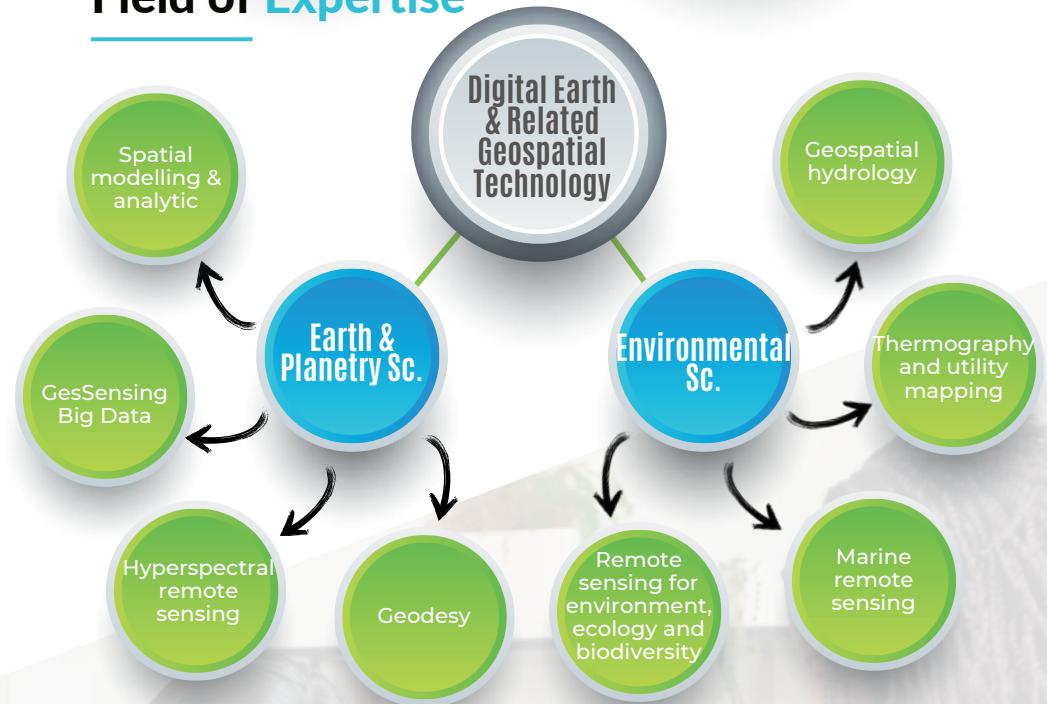 Field of Expertise
Digital Earth
& Related
Geospatial
Technology
Spatial
modelling &
analytic
Geospatial
hydrology
Earth &
Planetry Sc.
Environmental
Sc.
GesSensing
Big Data
Thermography
and utility
mapping
Hyperspectral
remote
sensing
Geodesy
Remote
sensing for
environment,
ecology and
biodiversity
Marine
remote
sensing